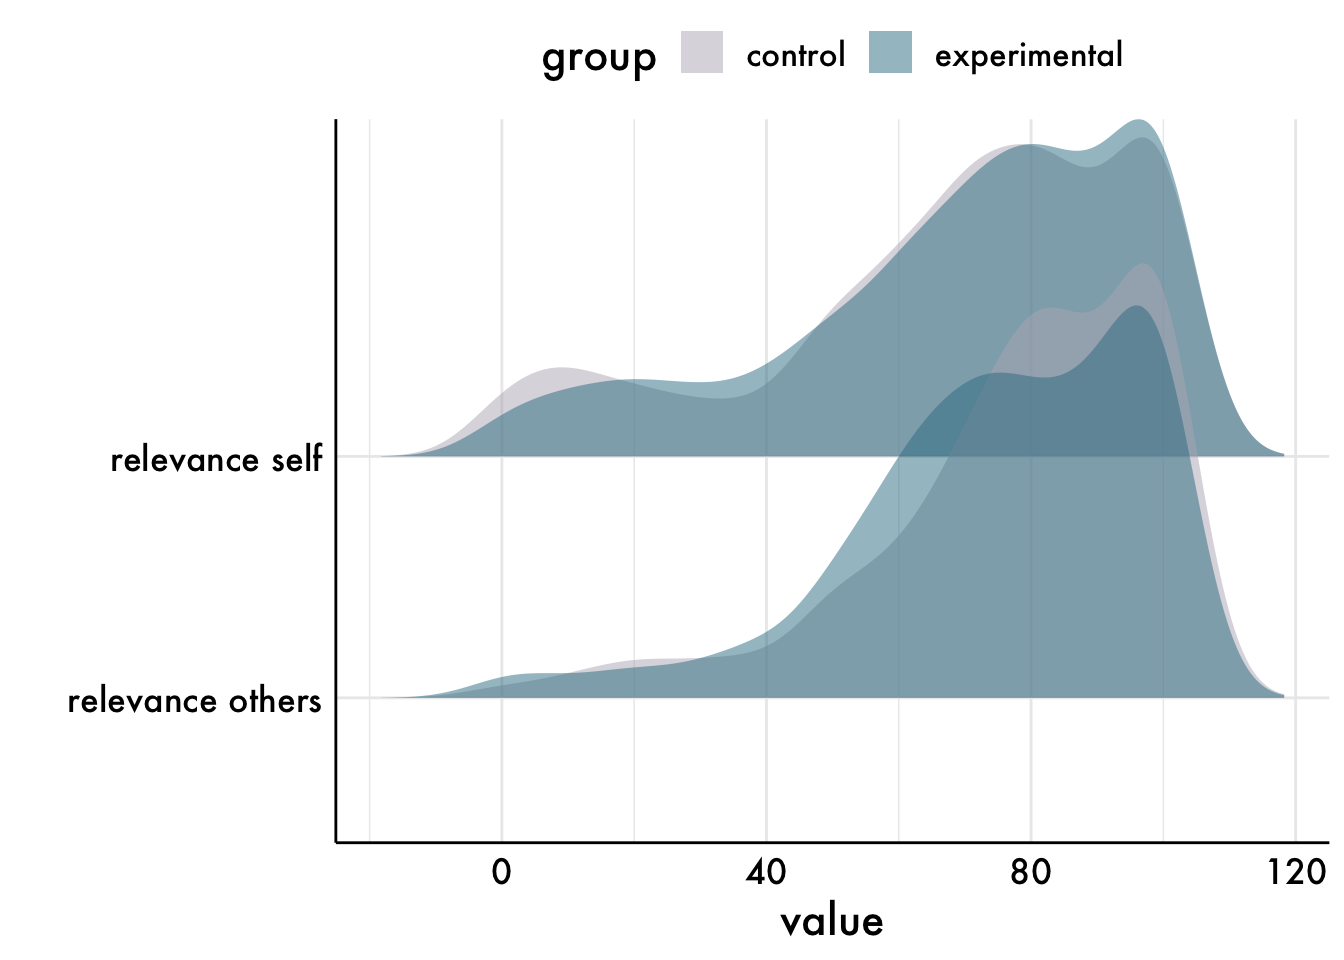 group control experimental
relevance self
relevance others
0 40 80 120
value